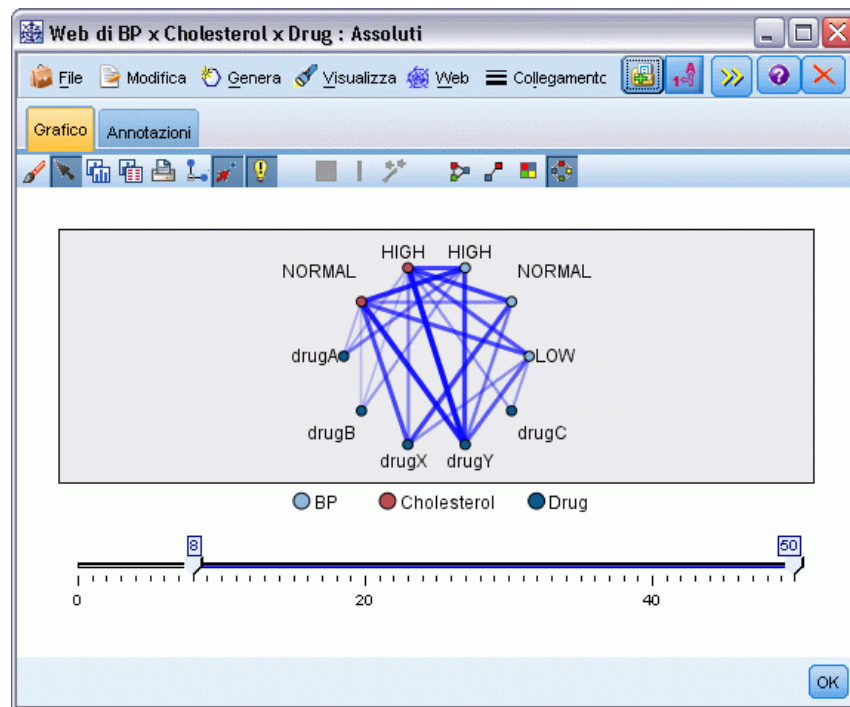 Web di BP x Cholesterol x Drug : Assoluti
File Modifica Genera Visualizza Web Collegamento
Grafico Annotazioni
HIGH HIGH
NORMAL NORMAL
drugA LOW
drugB drugC
drugX drugY
BP Cholesterol Drug
8 50
0 20 40
OK